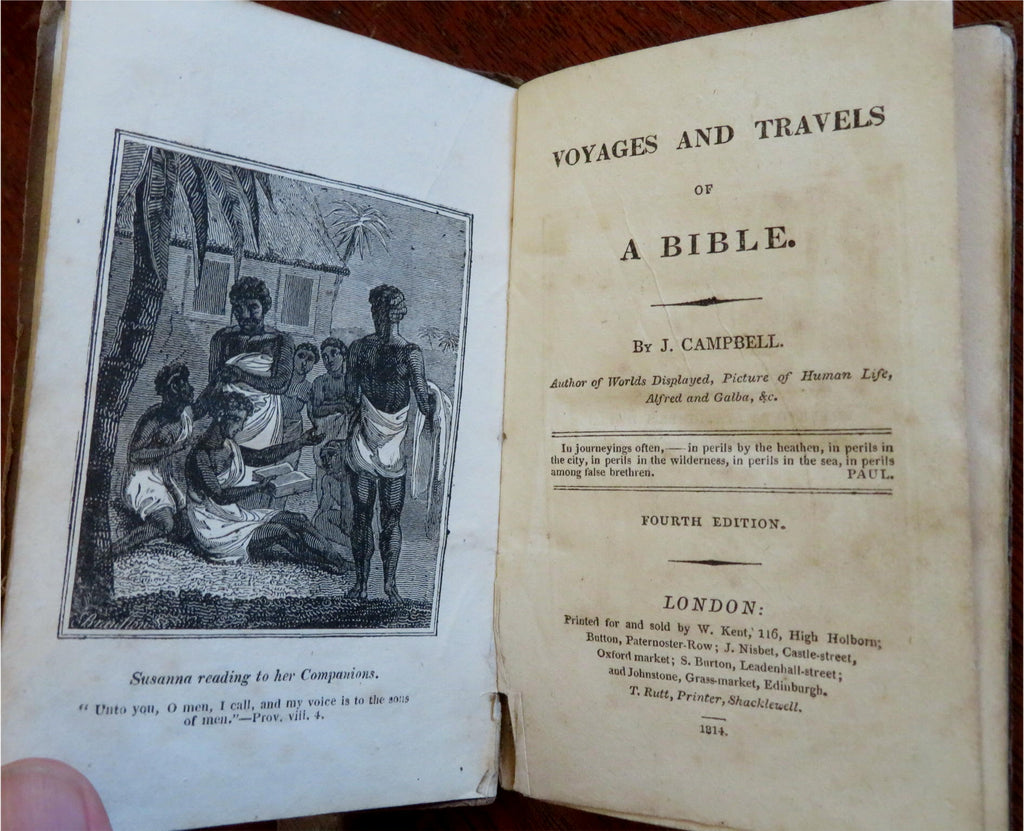 Susanna reading to her Companions.
“Unto you, O men, I call, and my voice is to the sons
of men.”—Prov. viii. 4.
VOYAGES AND TRAVELS
OF
A BIBLE.
By J. CAMPBELL.
Author of Worlds Displayed, Picture of Human Life,
Alfred and Galba, &c.
In journeyings often,—in perils by the heathen, in perils in
the city, in perils in the wilderness, in perils in the sea, in perils
among false brethren. PAUL.
FOURTH EDITION.
LONDON:
Printed for and sold by W. Kent, 116, High Holborn;
Button, Paternoster-Row; J. Nisbet, Castle-street,
Oxford market; S. Burton, Leadenhall-street;
and Johnstone, Grass-market, Edinburgh.
T. Rutt, Printer, Shacklewell.
1814.